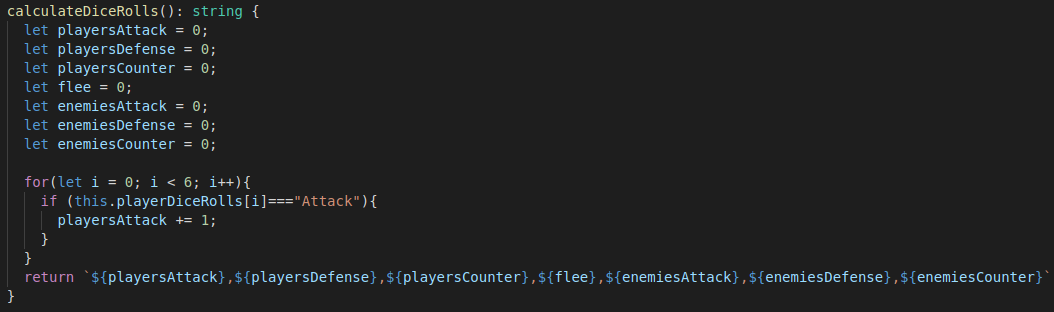 calculateDiceRolls(): string {
let playersAttack = 0;
let playersDefense = 0;
let playersCounter = 0;
let flee = 0;
let enemiesAttack = 0;
let enemiesDefense = 0;
let enemiesCounter = 0;
for(let i = 0; i < 6; i++){
if (this.playerDiceRolls[i]==="Attack"){
playersAttack += 1;
}
}
return `${playersAttack},${playersDefense},${playersCounter},${flee},${enemiesAttack},${enemiesDefense},${enemiesCounter}`
}